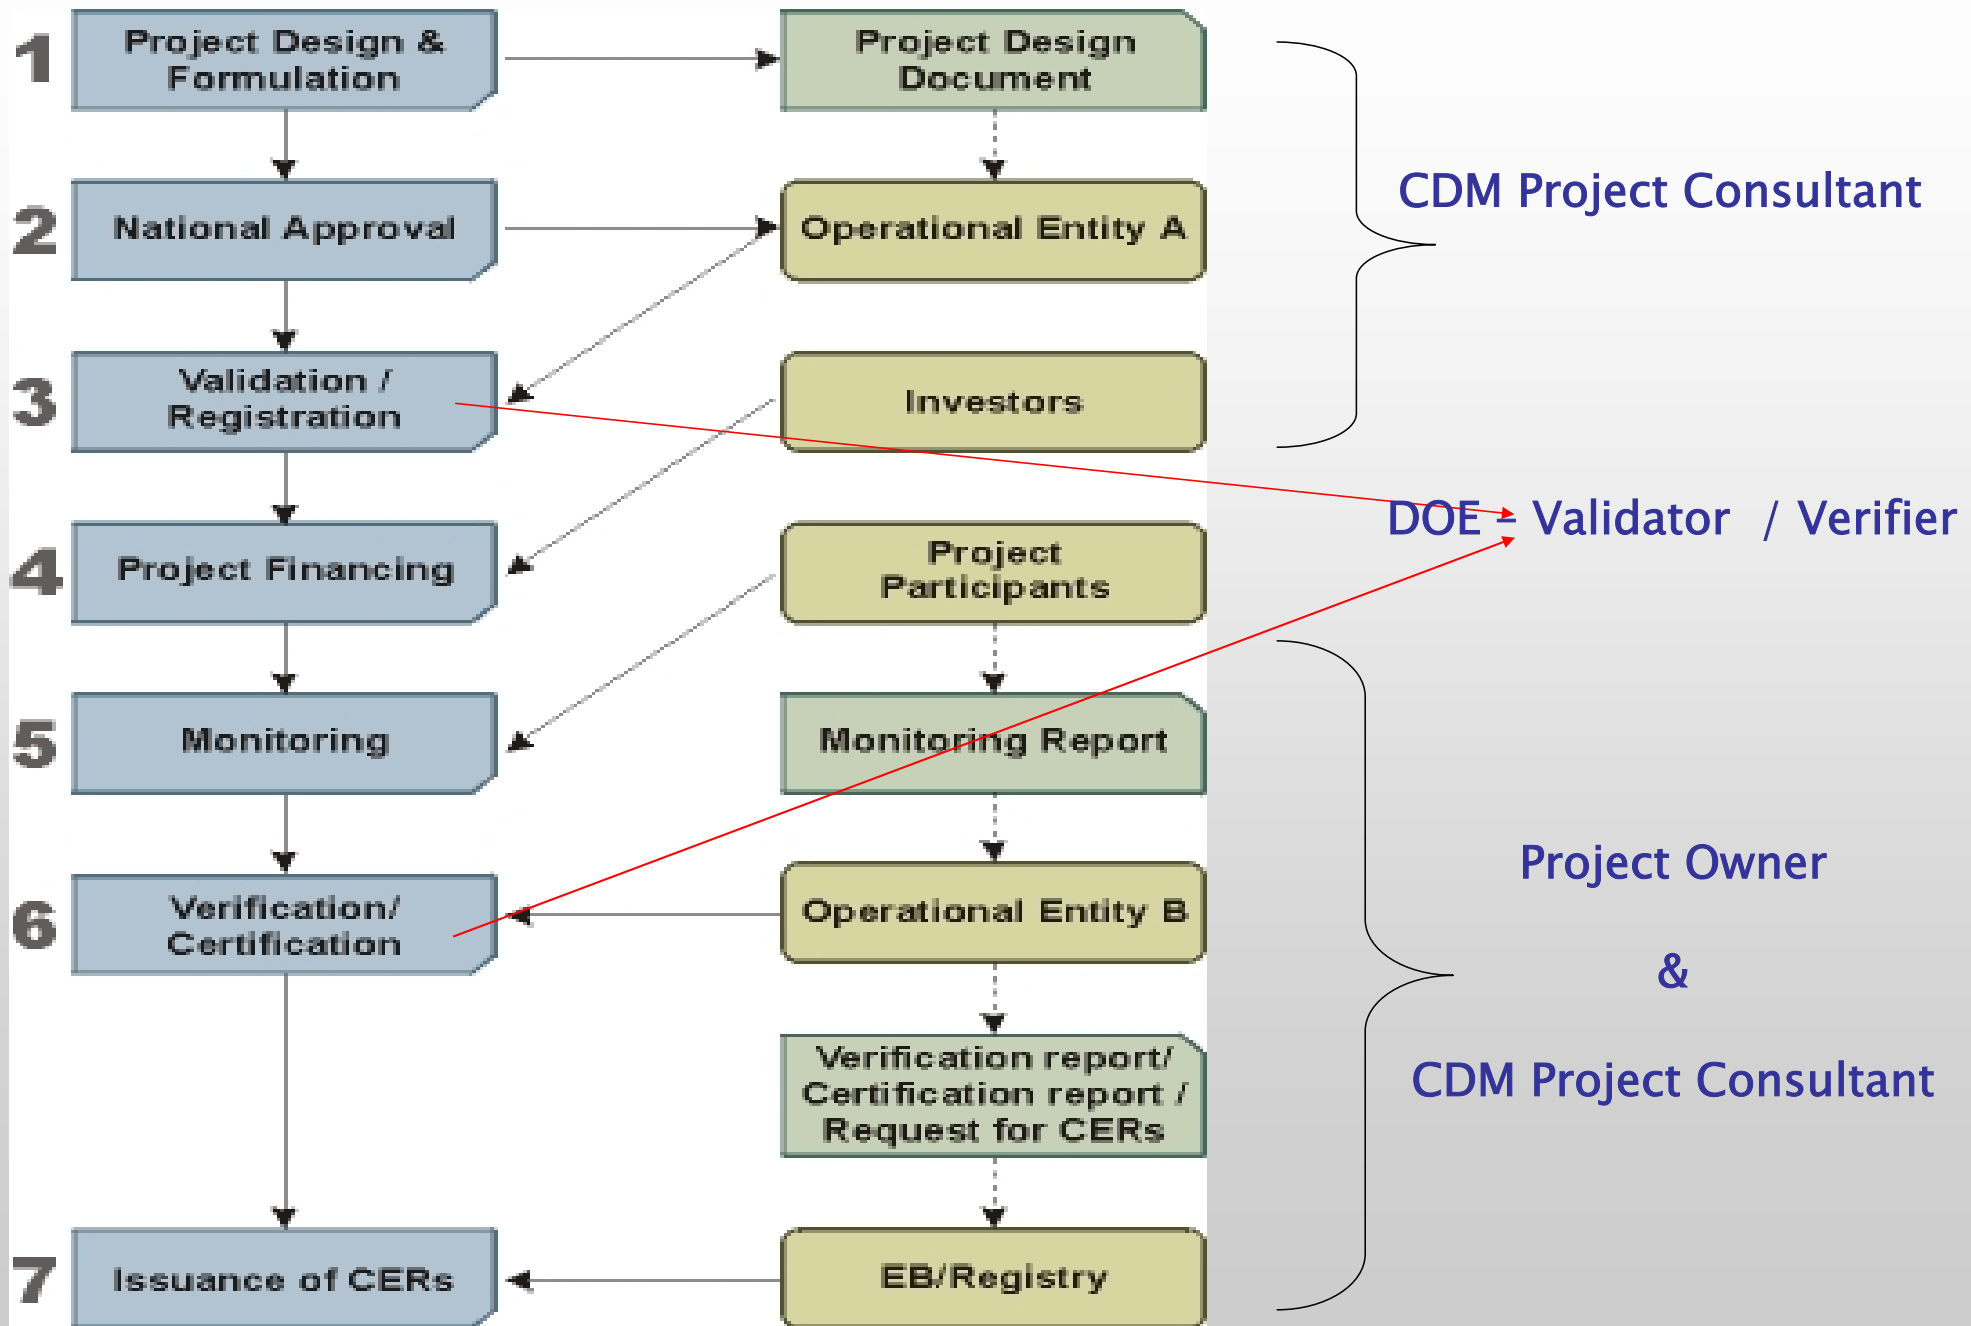 1
Project Design &
Formulation
Project Design
Document
2
National Approval
Operational Entity A
CDM Project Consultant
3
Validation /
Registration
Investors
DOE – Validator / Verifier
4
Project Financing
Project
Participants
5
Monitoring
Monitoring Report
6
Verification/
Certification
Operational Entity B
Verification report/
Certification report /
Request for CERs
Project Owner
&
CDM Project Consultant
7
Issuance of CERs
EB/Registry